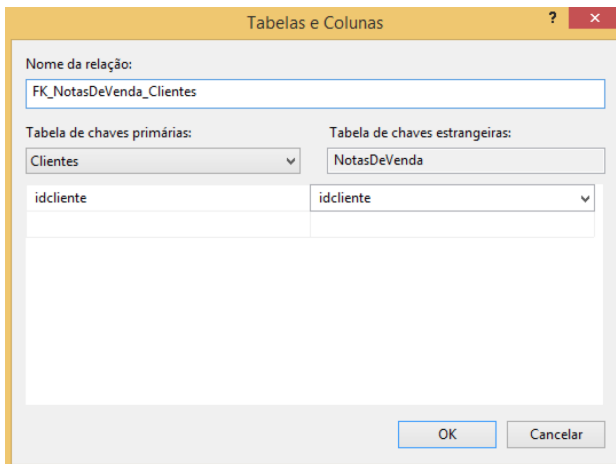 Tabelas e Colunas
?
×
Nome da relação:
FK_NotasDeVenda_Clientes
Tabela de chaves primárias:
Tabela de chaves estrangeiras:
Clientes
NotasDeVenda
idcliente
idcliente
OK
Cancelar